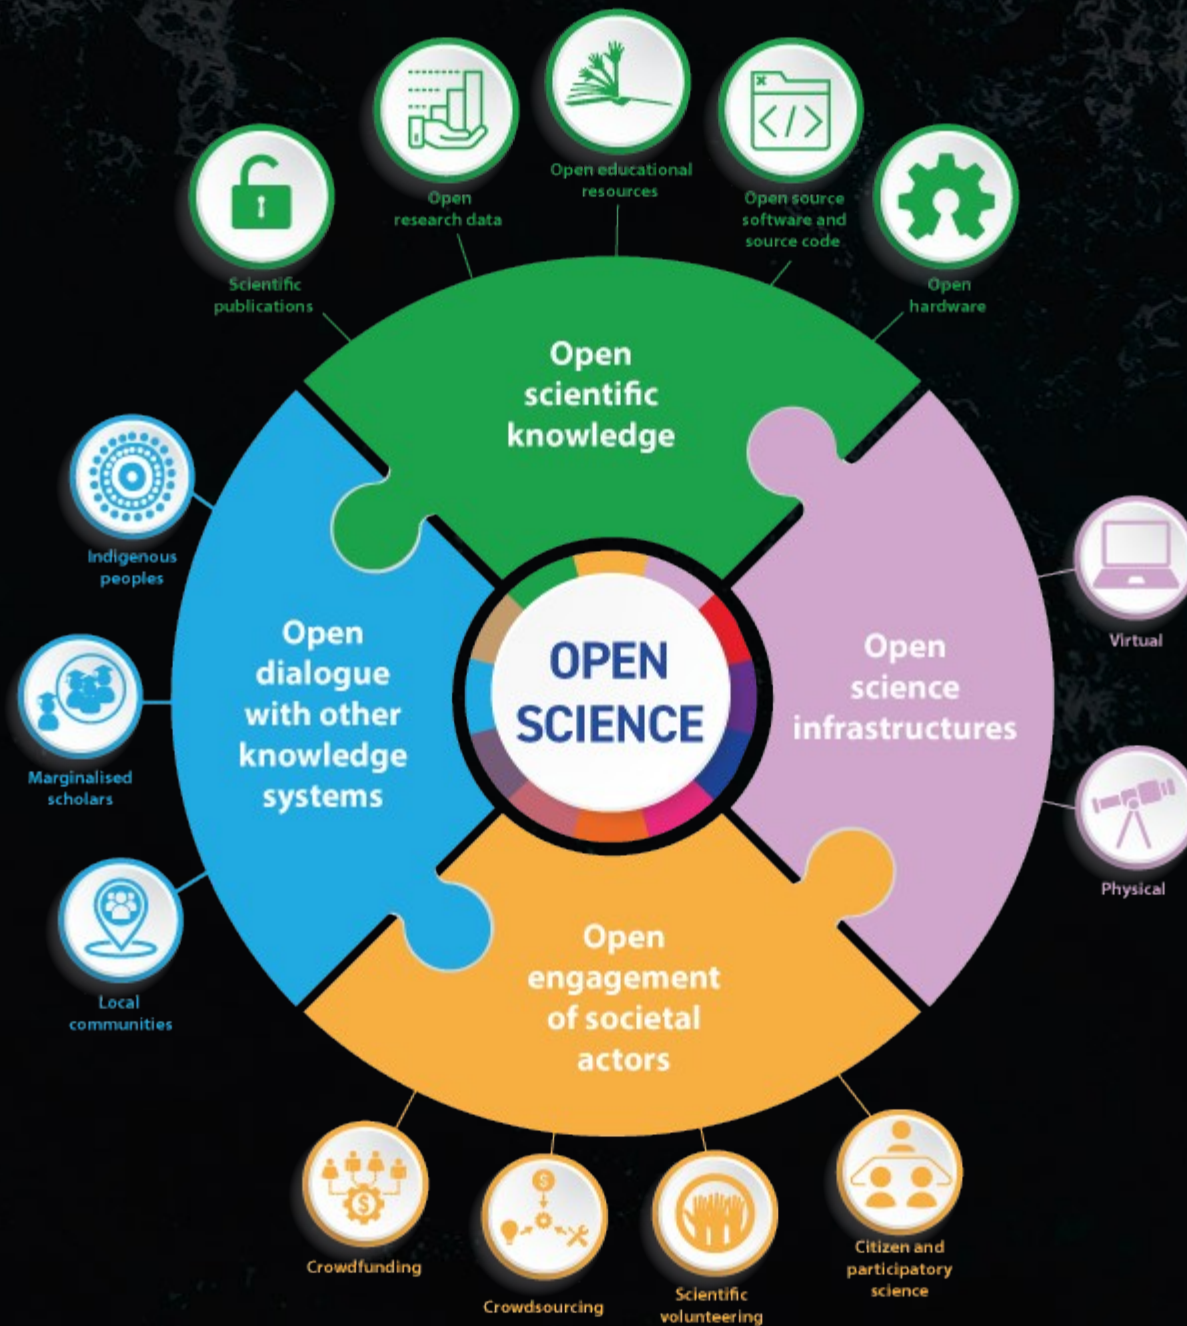 Open educational
resources
Open
research data
Open source
software and
source code
Scientific
publications
Open
hardware
Open
scientific
knowledge
Indigenous
peoples
Marginalised
scholars
Local
communities
Open
dialogue
with other
knowledge
systems
OPEN
SCIENCE
Open
science
infrastructures
Virtual
Physical
Open
engagement
of societal
actors
$
Crowdfunding
$
Crowdsourcing
Scientific
volunteering
Citizen and
participatory
science
x
</>